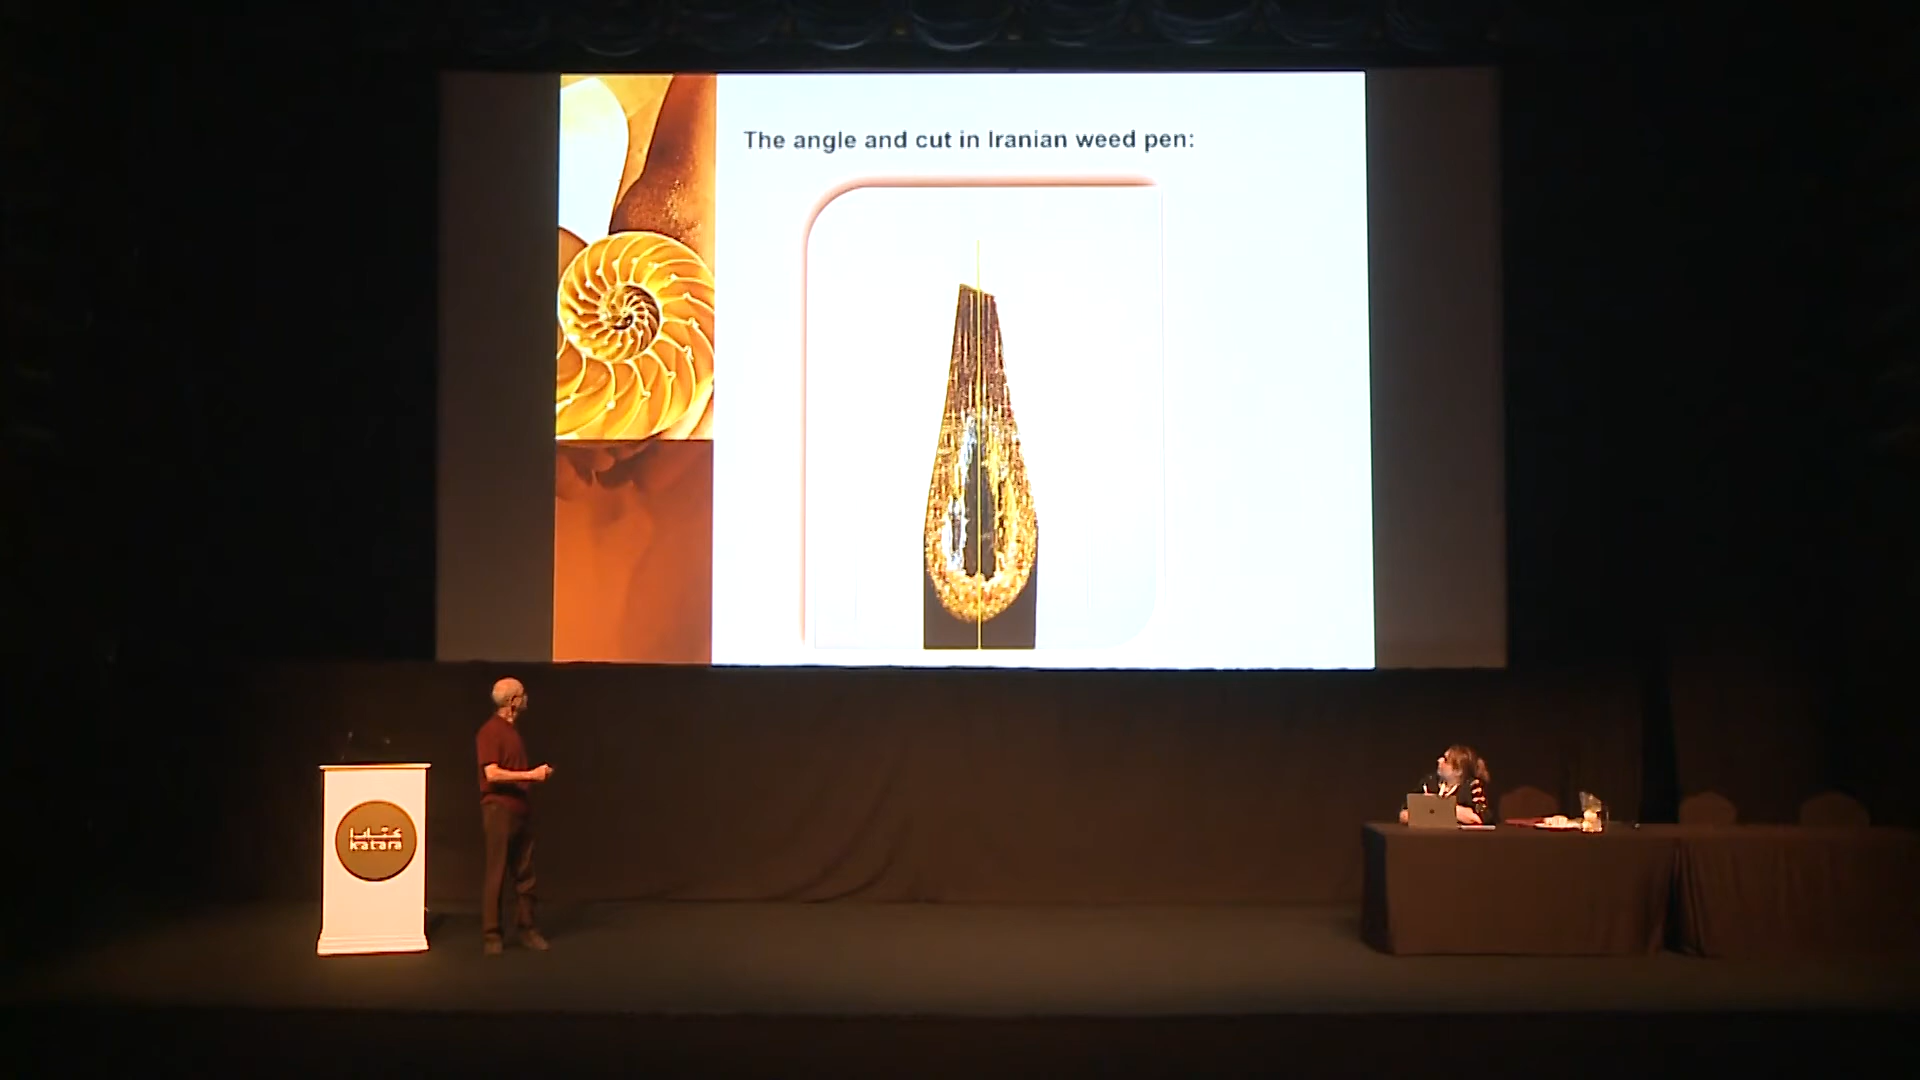 The angle and cut in Iranian weed pen:
كتارا
katara